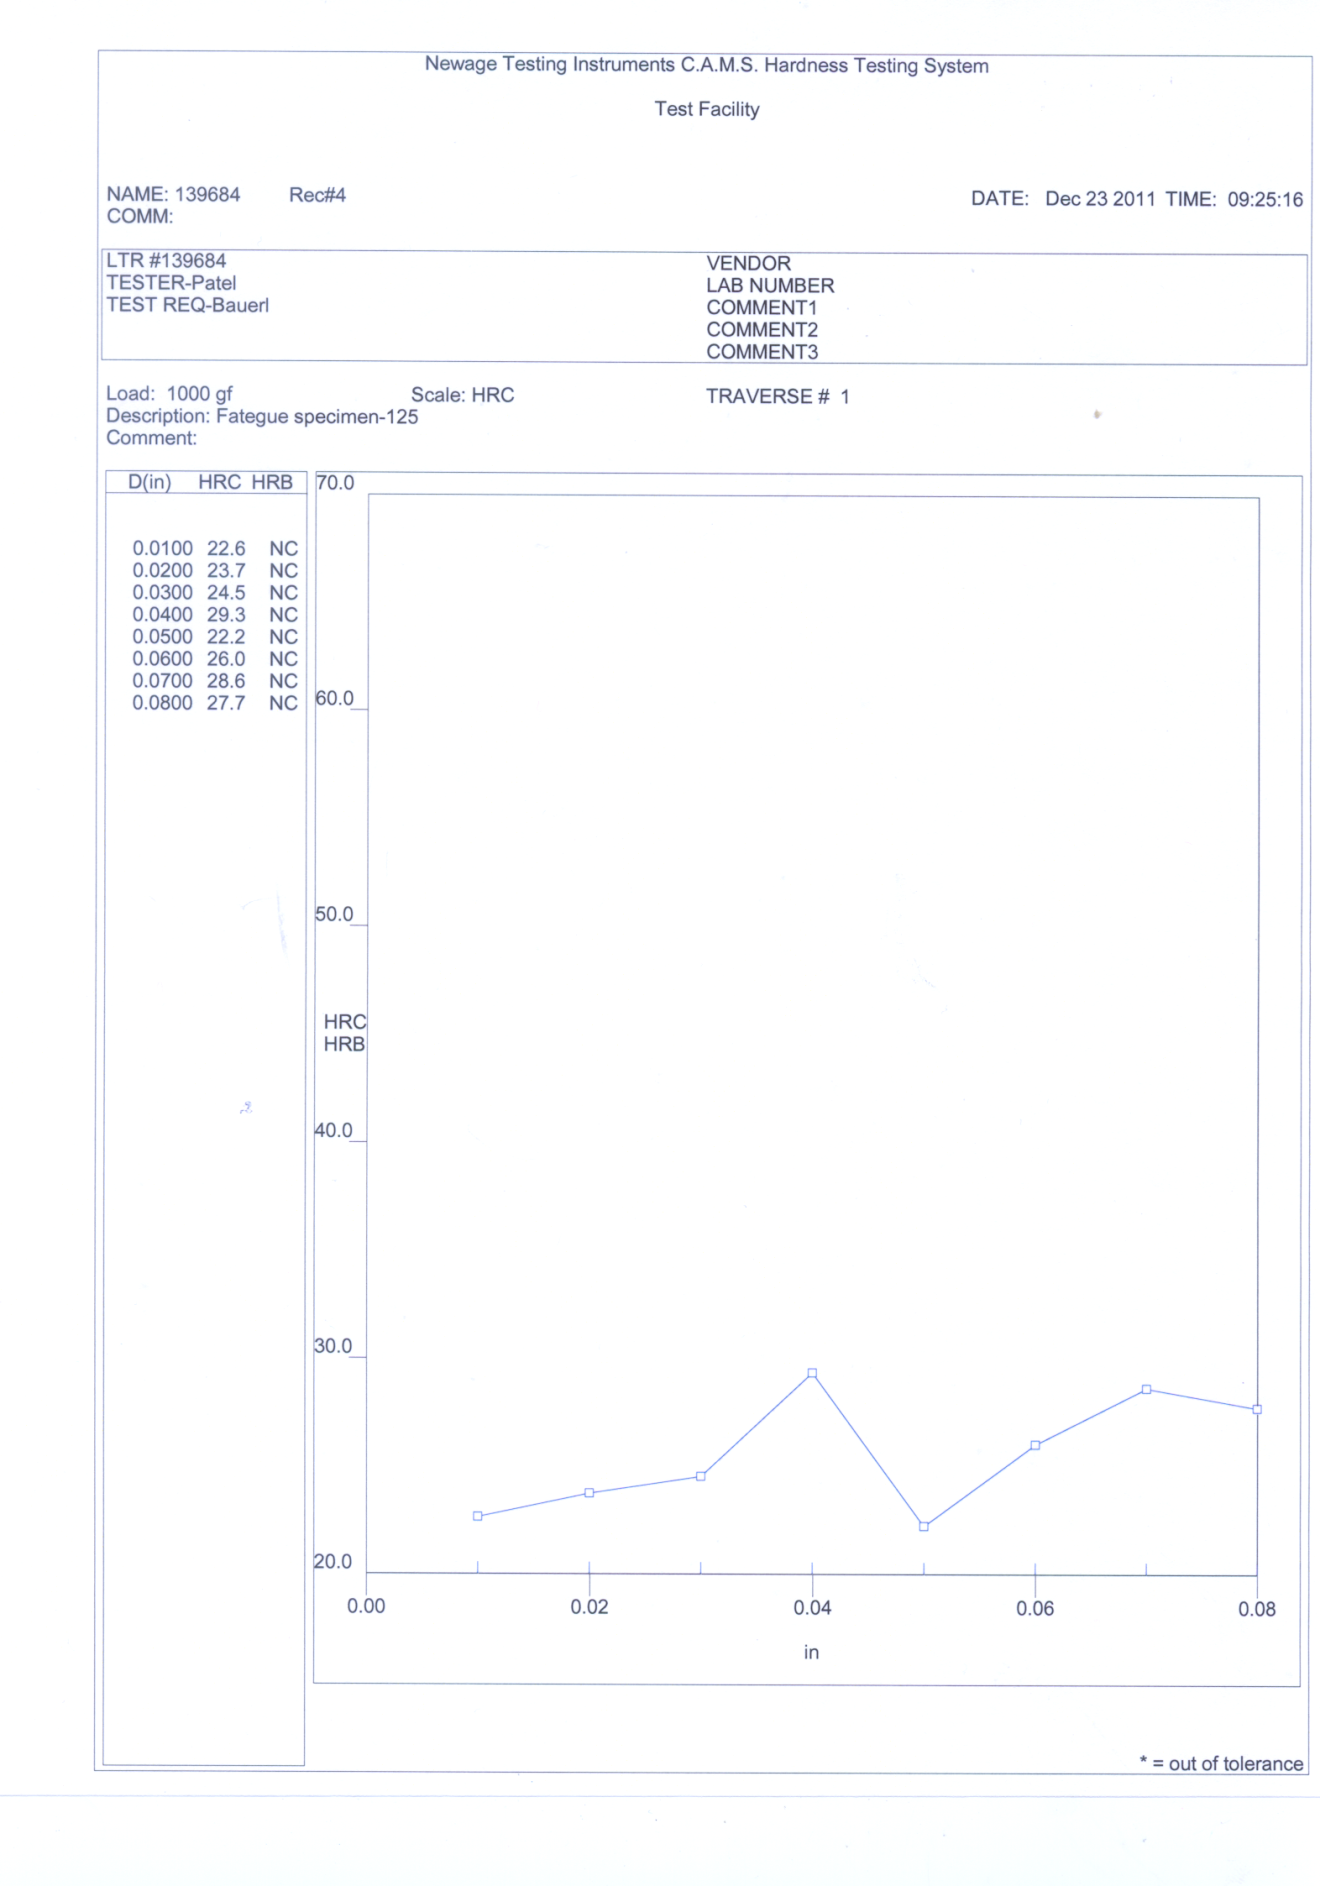 Newage Testing Instruments C.A.M.S. Hardness Testing System
Test Facility
NAME: 139684 Rec#4 DATE: Dec 23 2011 TIME: 09:25:16
COMM:
LTR #139684 VENDOR
TESTER-Patel LAB NUMBER
TEST REQ-Bauerl COMMENT1
COMMENT2
COMMENT3
Load: 1000 gf Scale: HRC TRAVERSE # 1
Description: Fategue specimen-125
Comment:
D(in) HRC HRB
0.0100 22.6 NC
0.0200 23.7 NC
0.0300 24.5 NC
0.0400 29.3 NC
0.0500 22.2 NC
0.0600 26.0 NC
0.0700 28.6 NC
0.0800 27.7 NC
70.0
60.0
50.0
HRC
HRB
40.0
30.0
20.0
0.00 0.02 0.04 0.06 0.08
in
* = out of tolerance